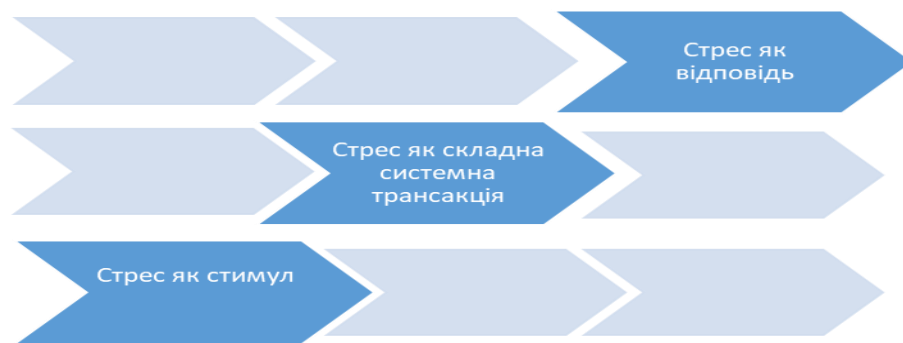 Стрес як
відповідь
Стрес як складна
системна
трансакція
Стрес як стимул